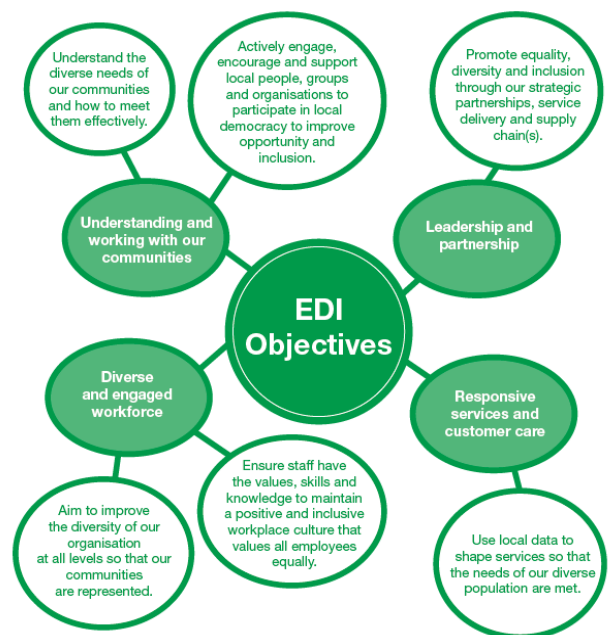 Understand the
diverse needs of
our communities
and how to meet
them effectively.
Actively engage,
encourage and support
local people, groups
and organisations to
participate in local
democracy to improve
opportunity and
inclusion.
Promote equality,
diversity and inclusion
through our strategic
partnerships, service
delivery and supply
chain(s).
Understanding and
working with our
communities
Leadership and
partnership
EDI
Objectives
Diverse
and engaged
workforce
Responsive
services and
customer care
Aim to improve
the diversity of our
organisation
at all levels so that our
communities
are represented.
Ensure staff have
the values, skills and
knowledge to maintain
a positive and inclusive
workplace culture that
values all employees
equally.
Use local data to
shape services so that
the needs of our diverse
population are met.